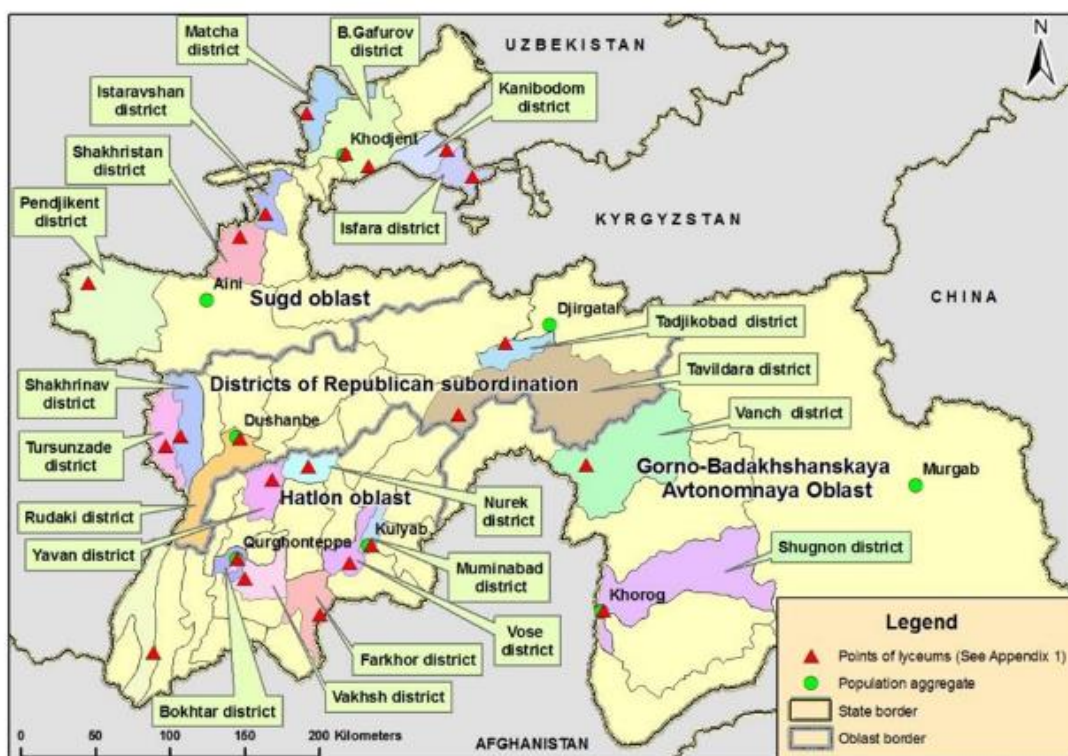 Matcha
district
B.Gafurov
district
UZBEKISTAN
N
Istaravshan
district
Kanibodom
district
Khodjent
Shakhristan
district
Pendjikent
district
Isfara district
KYRGYZSTAN
CHINA
Aini
Sugd oblast
Djirgatal
Tadjikobad district
Shakhrinav
district
Districts of Republican subordination
Tavildara district
Dushanbe
Vanch district
Tursunzade
district
Gorno-Badakhshanskaya
Avtonomnaya Oblast
Murgab
Hatlon oblast
Nurek
district
Rudaki district
Yavan district
Qurghonteppa
Kulyab
Muminabad
district
Shugnon district
Khorog
Vose
district
Farkhor district
Vakhsh district
Bokhtar district
Legend
Points of lyceums (See Appendix 1)
Population aggregate
State border
Oblast border
0 50 100 150 200 Kilometers
AFGHANISTAN